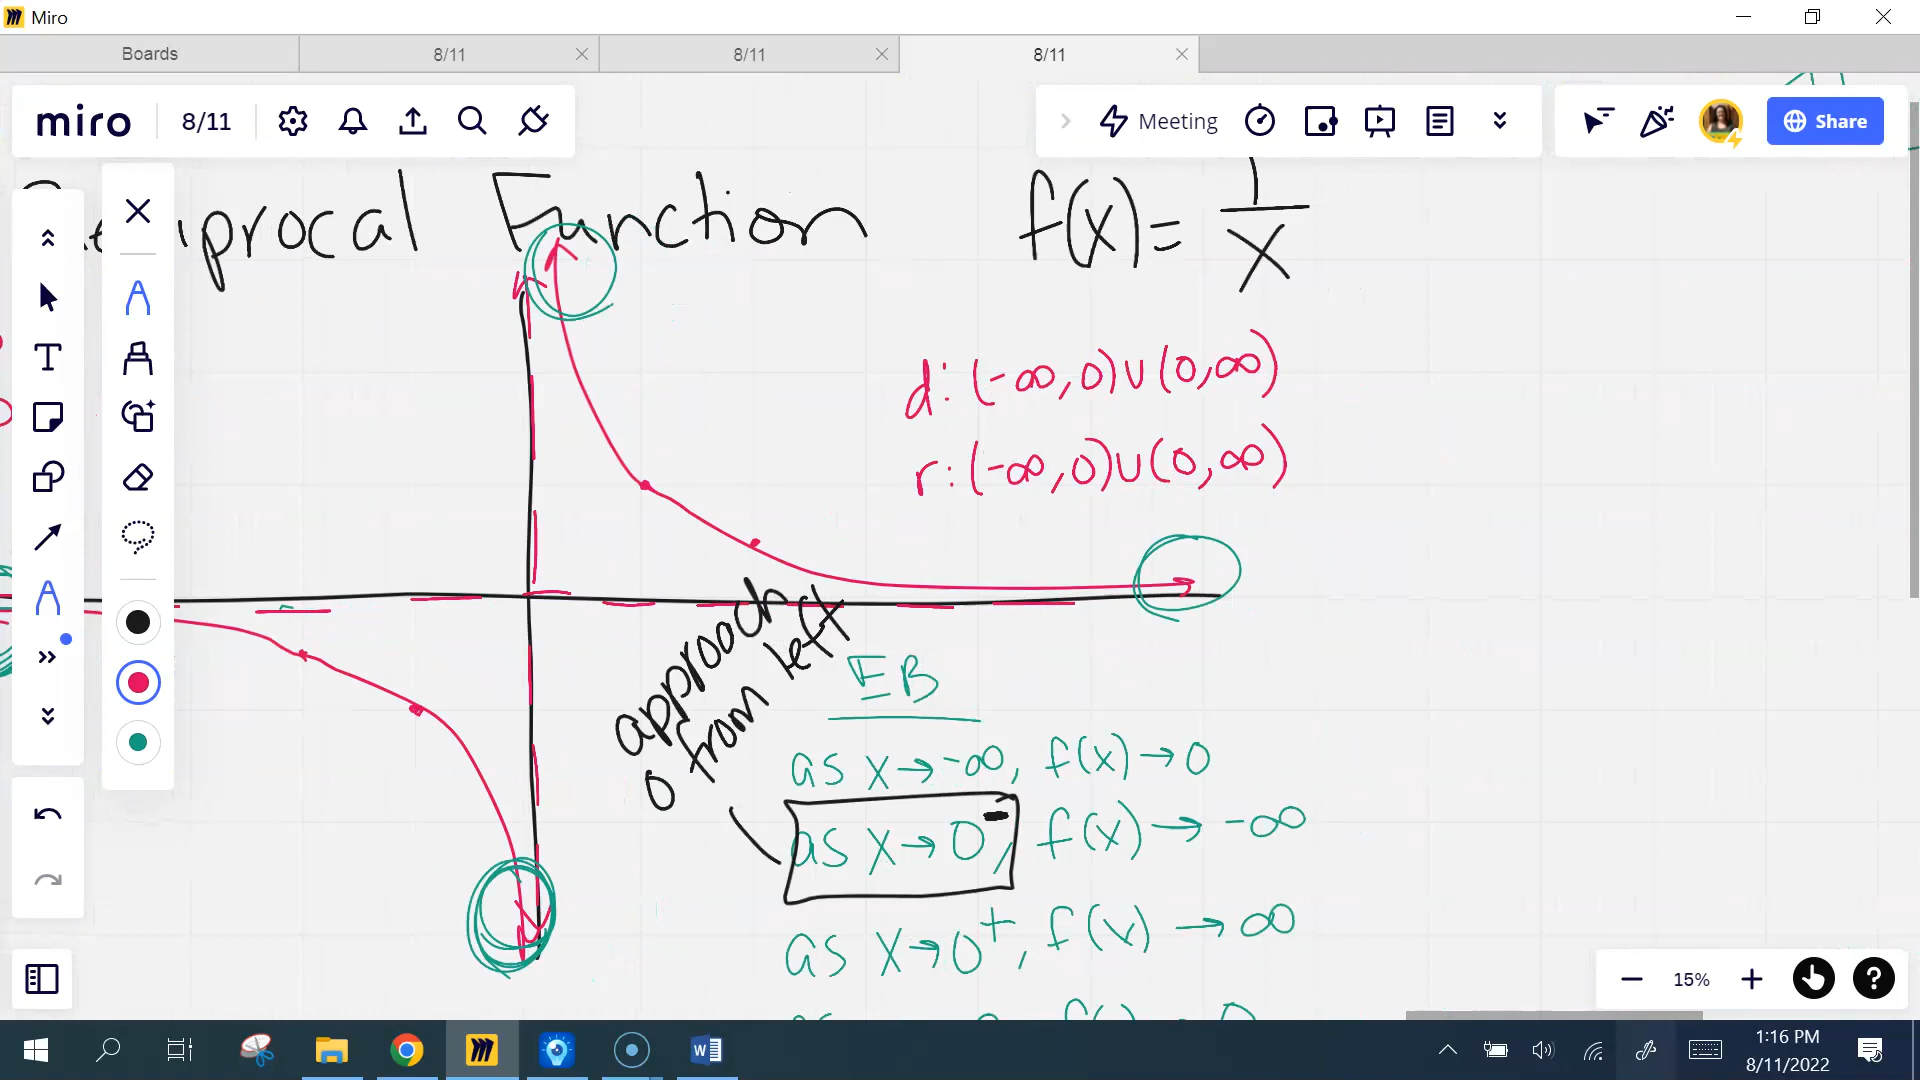 Miro
Boards 8/11 8/11 8/11
miro 8/11 Meeting Share
Reciprocal Function f(x)= 1/x
d: (-∞,0)∪(0,∞)
r: (-∞,0)∪(0,∞)
approach
0 from left
EB
as x→-∞, f(x)→0
as x→0⁻, f(x)→ -∞
as x→0⁺, f(x)→∞
15%
1:16 PM
8/11/2022